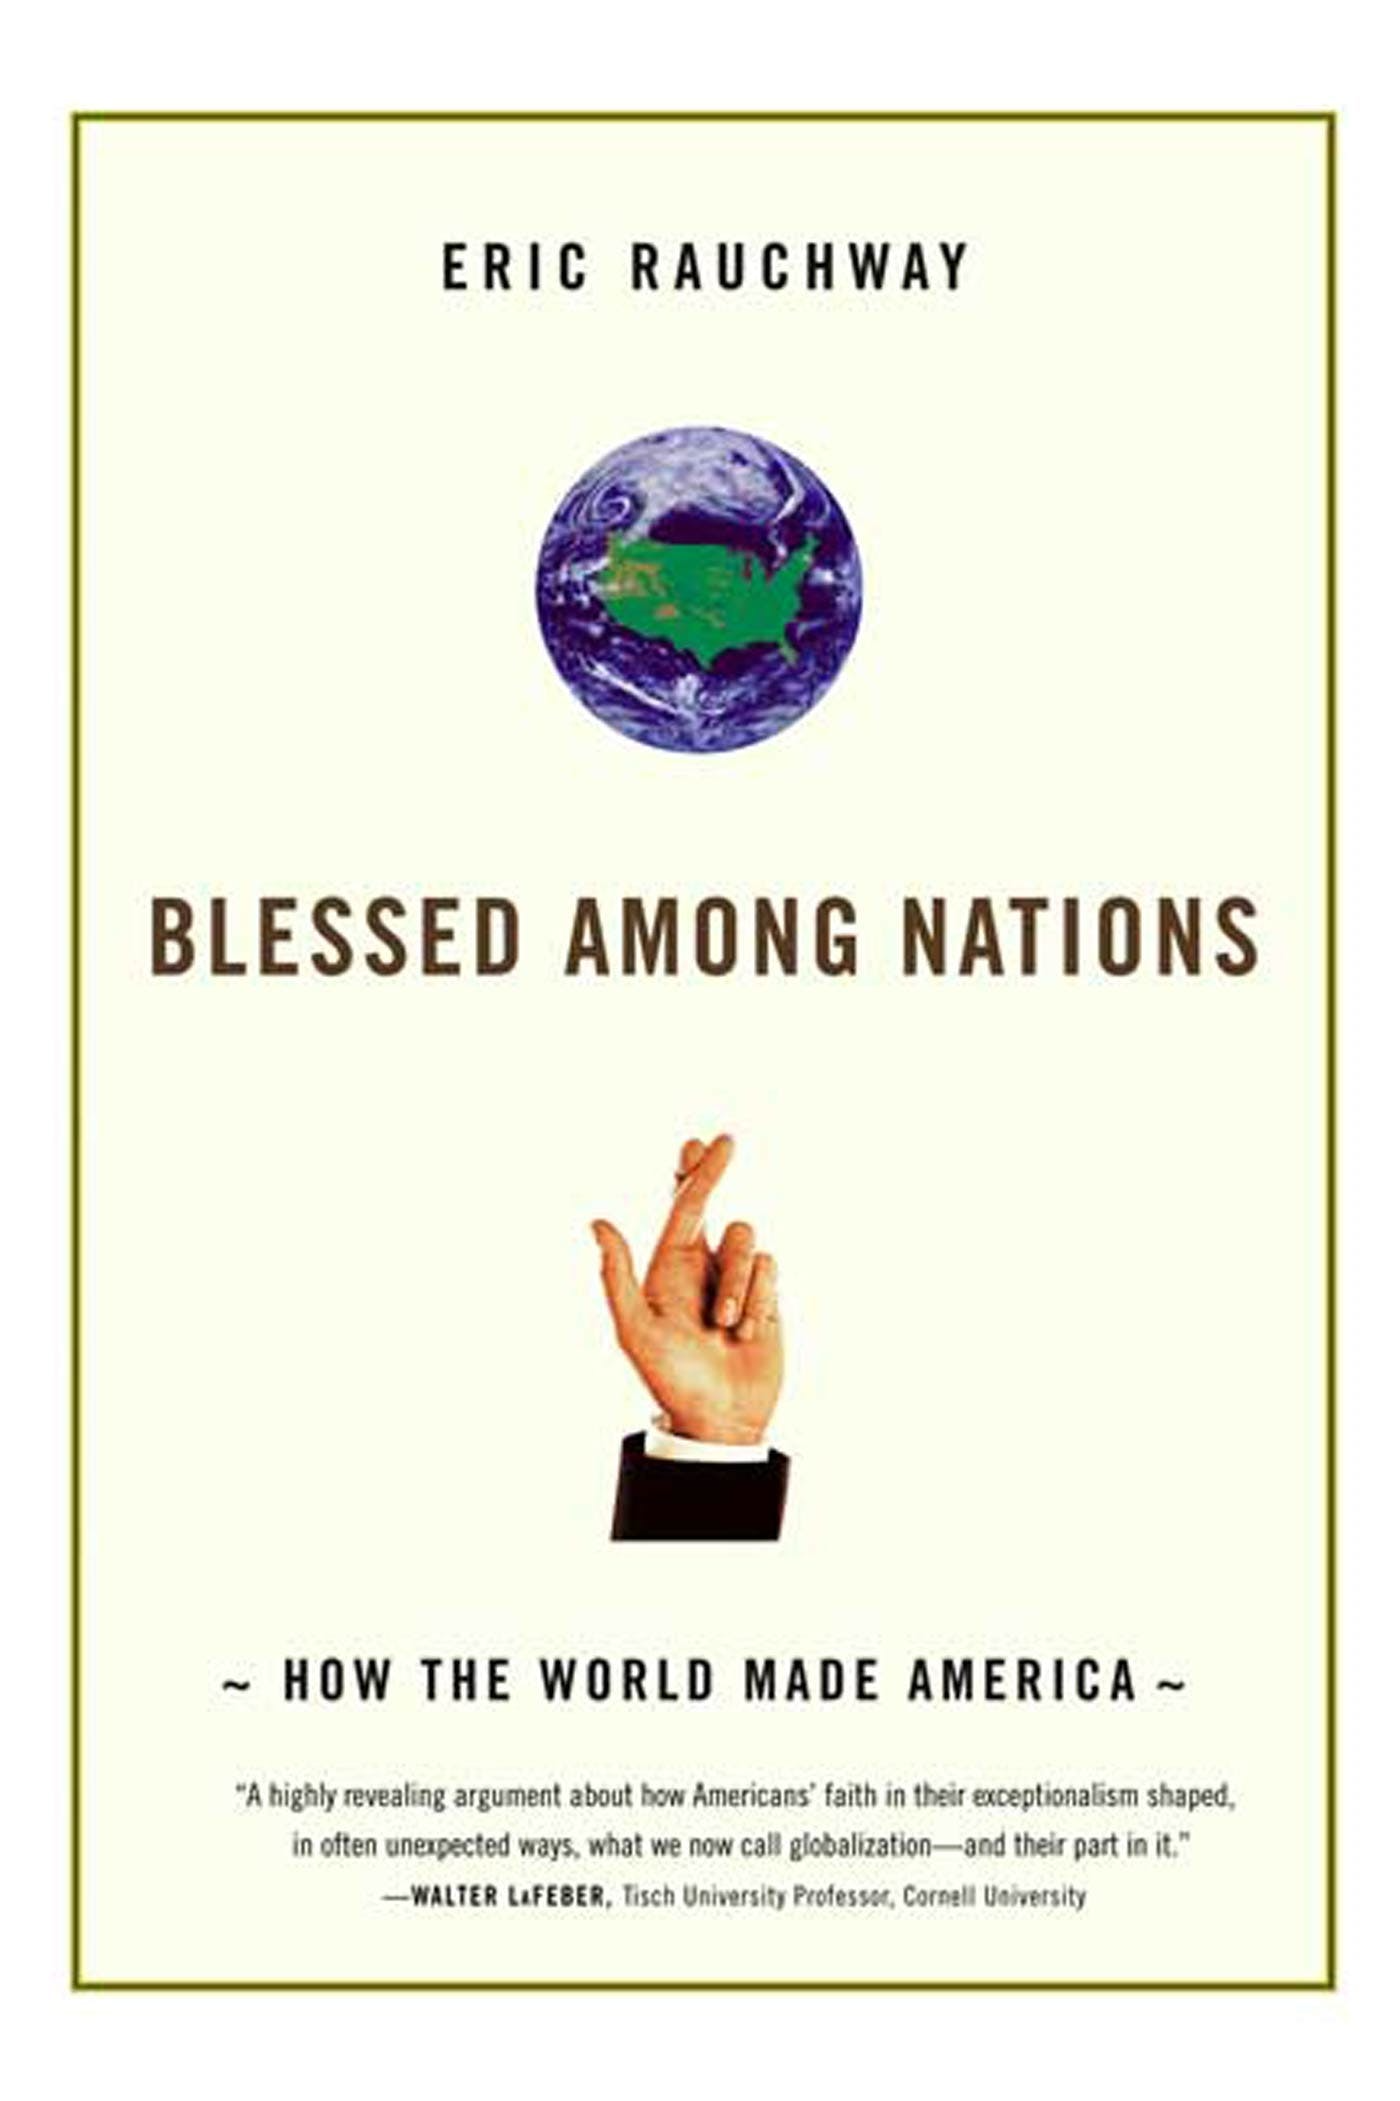 ERIC RAUCHWAY
BLESSED AMONG NATIONS
~ HOW THE WORLD MADE AMERICA ~
“A highly revealing argument about how Americans’ faith in their exceptionalism shaped,
in often unexpected ways, what we now call globalization—and their part in it.”
—WALTER LAFEBER, Tisch University Professor, Cornell University